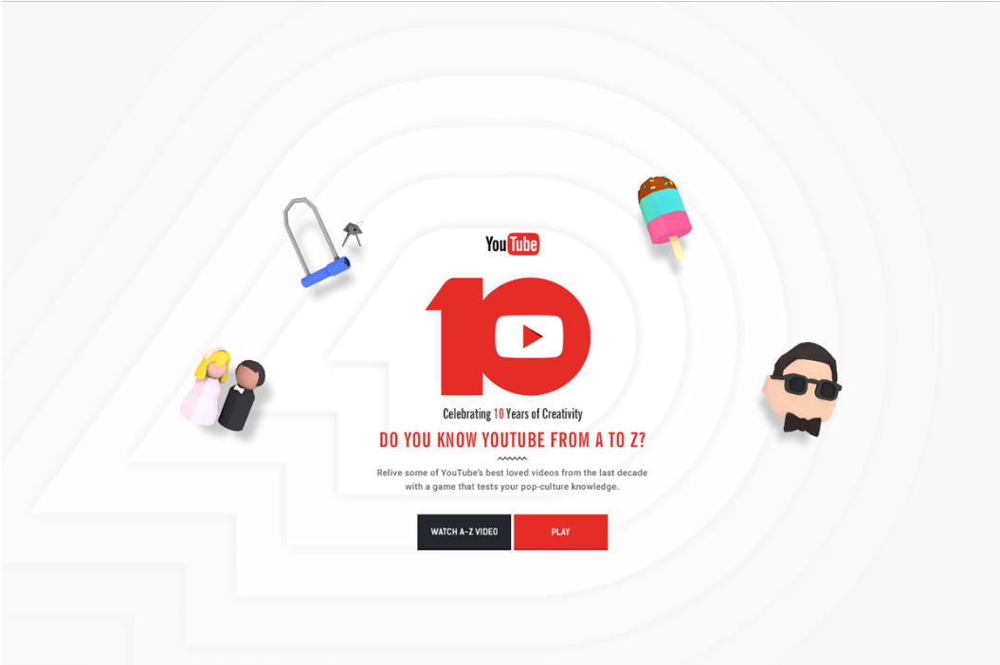 YouTube
10
Celebrating 10 Years of Creativity
DO YOU KNOW YOUTUBE FROM A TO Z?
Relive some of YouTube's best loved videos from the last decade
with a game that tests your pop-culture knowledge.
WATCH A-Z VIDEO PLAY